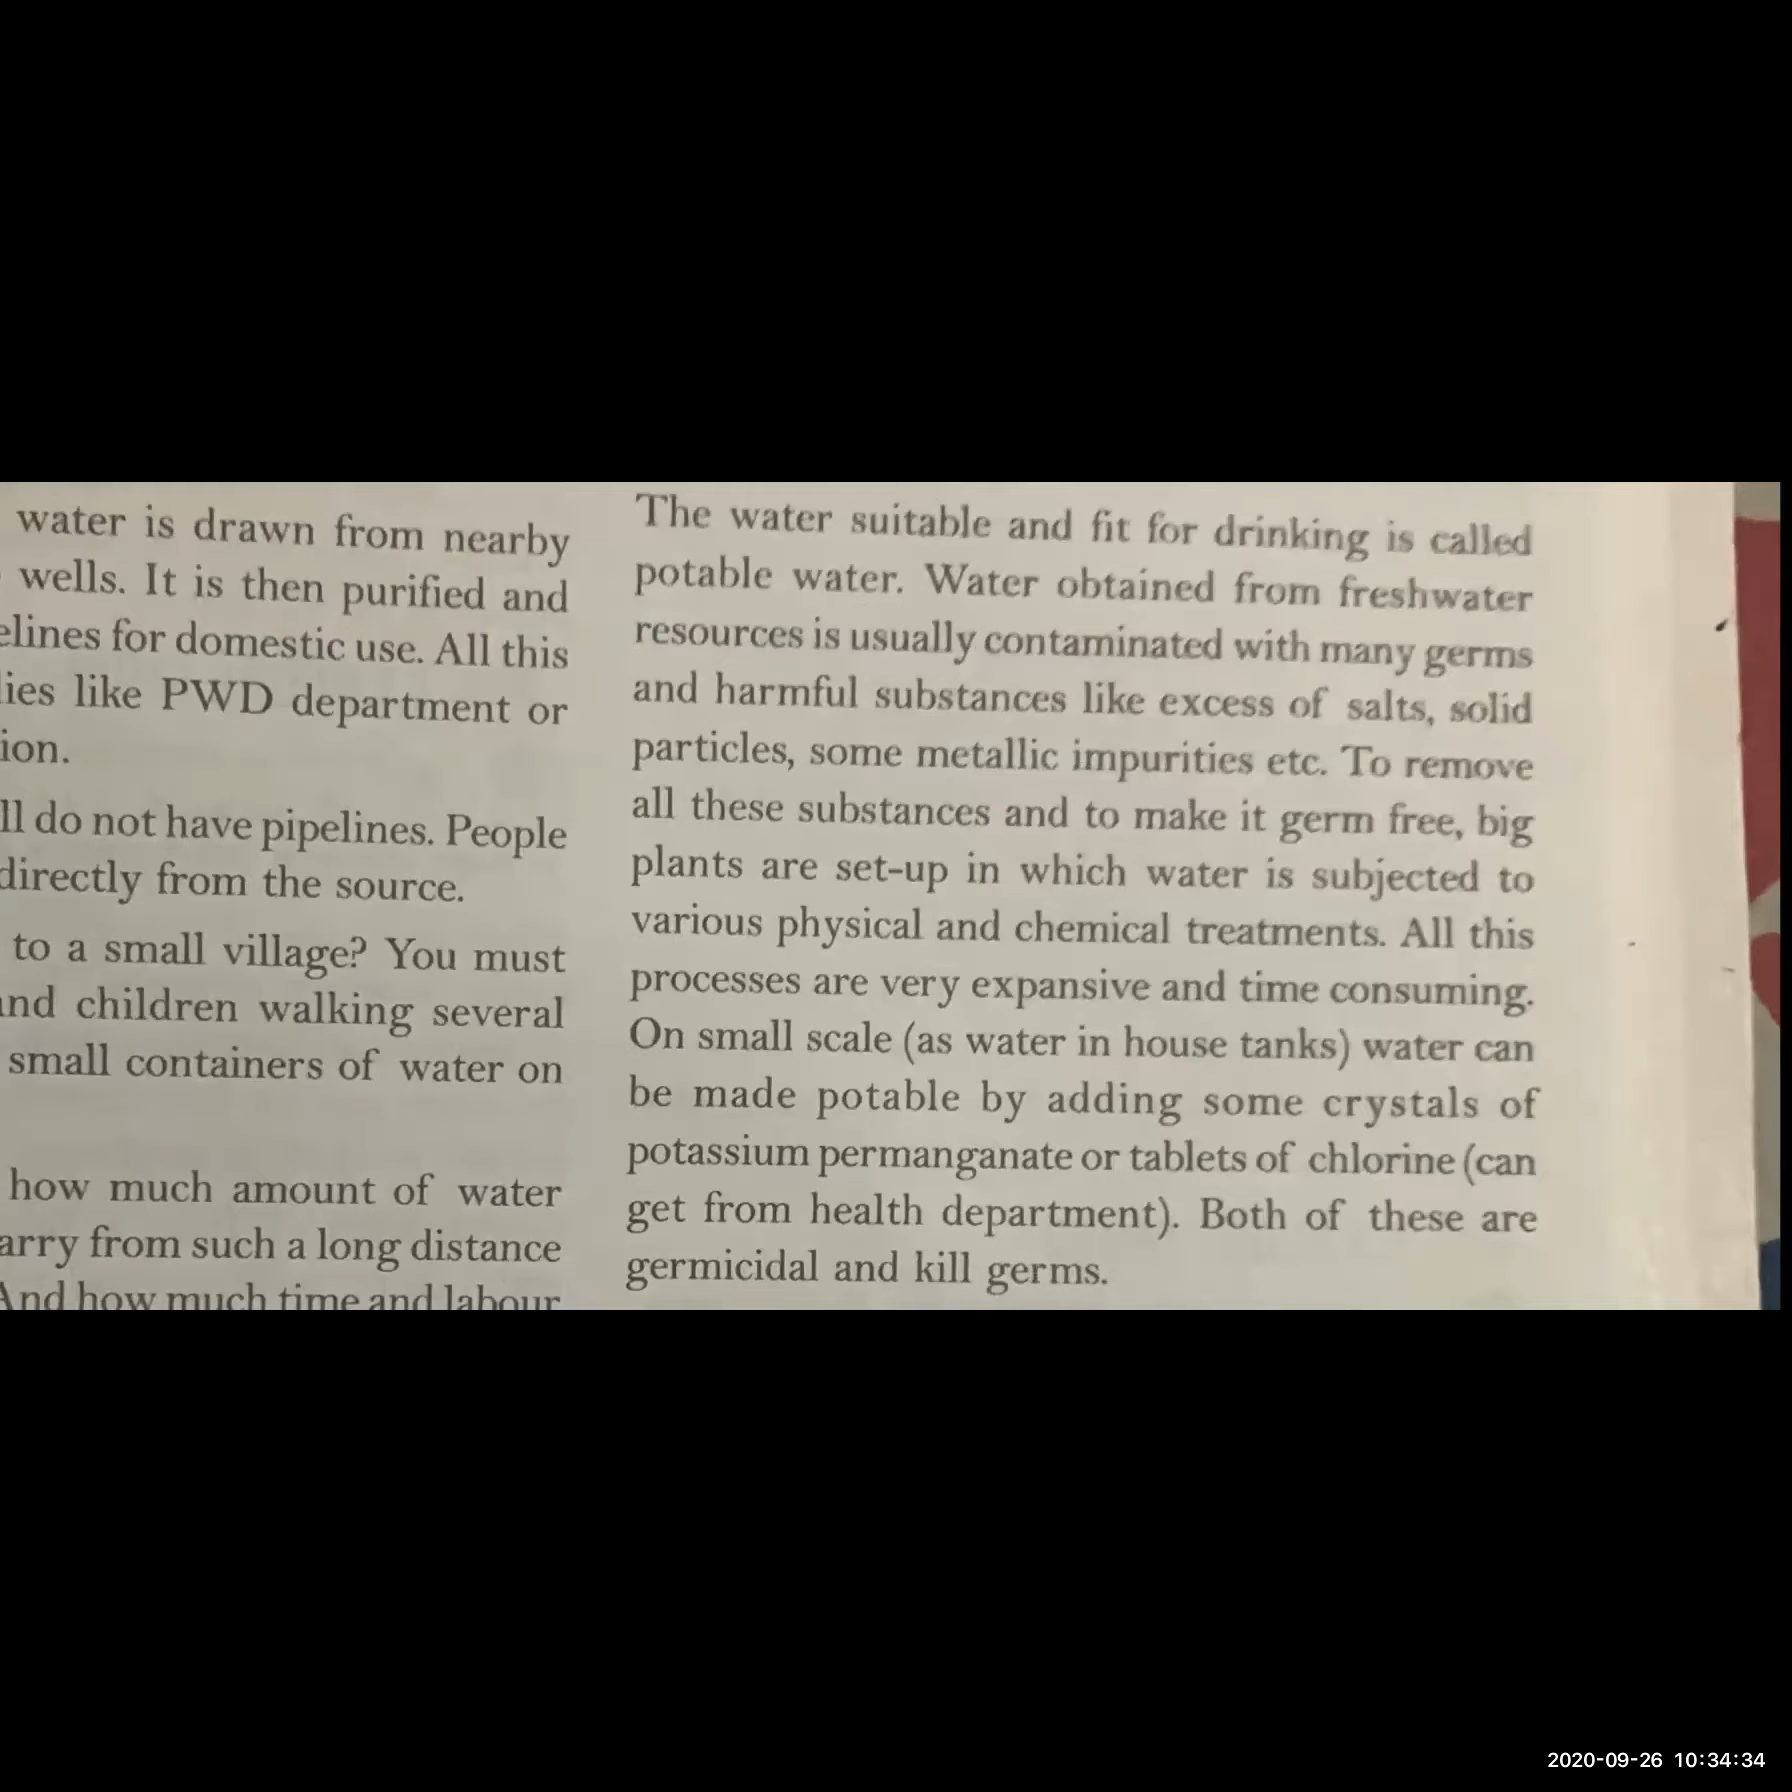 water is drawn from nearby
wells. It is then purified and
elines for domestic use. All this
lies like PWD department or
ion.
ll do not have pipelines. People
directly from the source.
to a small village? You must
and children walking several
small containers of water on
how much amount of water
arry from such a long distance
And how much time and labour
The water suitable and fit for drinking is called
potable water. Water obtained from freshwater
resources is usually contaminated with many germs
and harmful substances like excess of salts, solid
particles, some metallic impurities etc. To remove
all these substances and to make it germ free, big
plants are set-up in which water is subjected to
various physical and chemical treatments. All this
processes are very expansive and time consuming.
On small scale (as water in house tanks) water can
be made potable by adding some crystals of
potassium permanganate or tablets of chlorine (can
get from health department). Both of these are
germicidal and kill germs.
2020-09-26 10:34:34